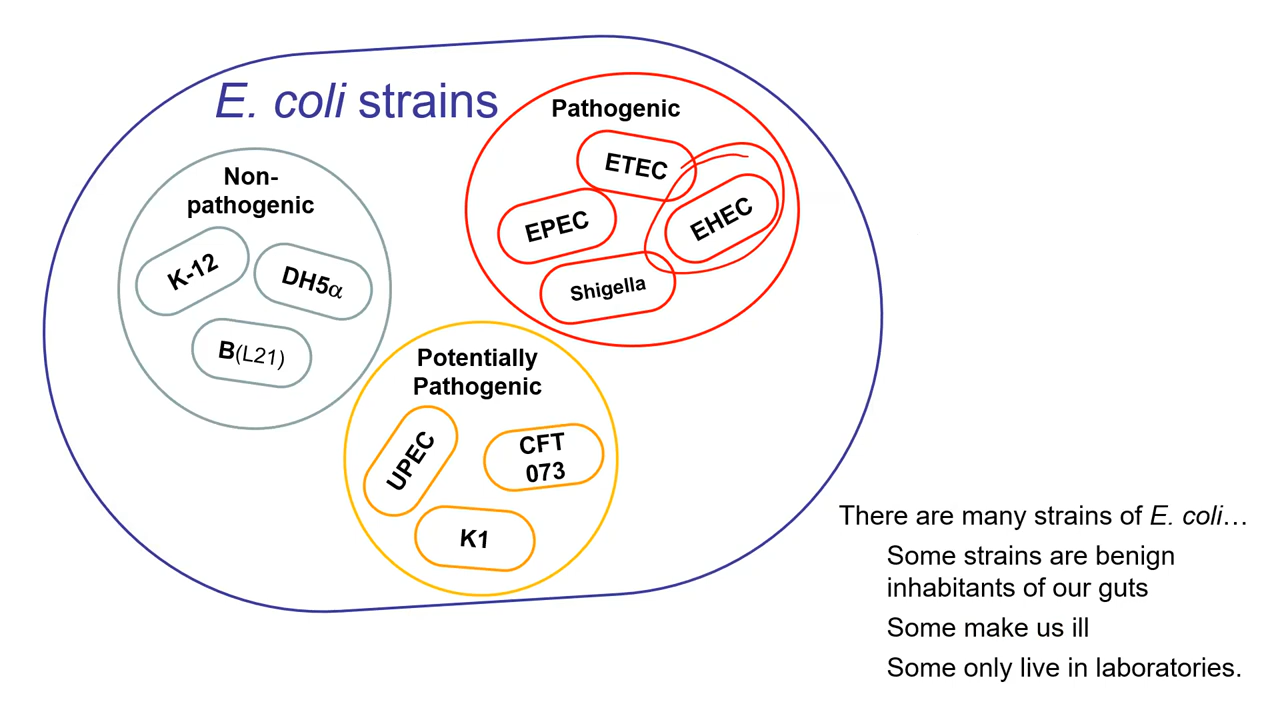 E. coli strains
Pathogenic
ETEC
EHEC
EPEC
Shigella
Non-
pathogenic
K-12
DH5α
B(L21)
Potentially
Pathogenic
UPEC
CFT
073
K1
There are many strains of E. coli…
Some strains are benign
inhabitants of our guts
Some make us ill
Some only live in laboratories.